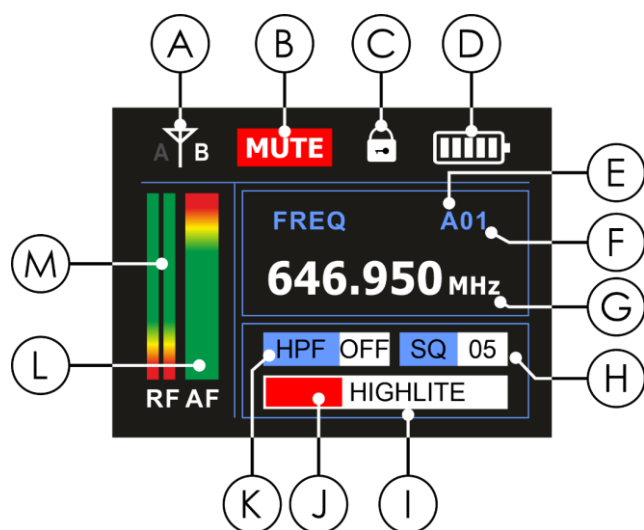 A B C D
A B MUTE
E
FREQ A01
F
M
646.950 MHz
G
HPF OFF SQ 05
L H
HIGHLITE
RF AF
K J I